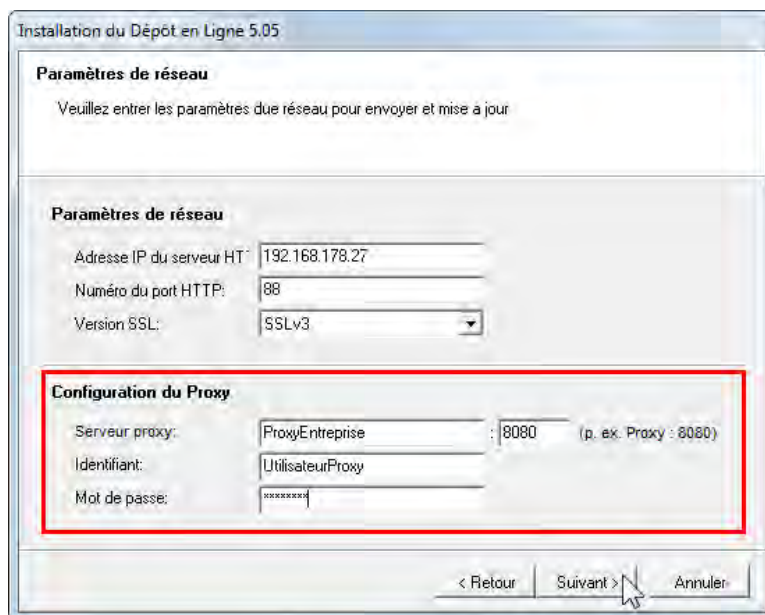 Installation du Dépôt en Ligne 5.05
Paramètres de réseau
Veuillez entrer les paramètres due réseau pour envoyer et mise a jour
Paramètres de réseau
Adresse IP du serveur HT 192.168.178.27
Numéro du port HTTP: 88
Version SSL: SSLv3
Configuration du Proxy
Serveur proxy: ProxyEntreprise : 8080 (p. ex. Proxy : 8080)
Identifiant: UtilisateurProxy
Mot de passe: ********
< Retour Suivant > Annuler